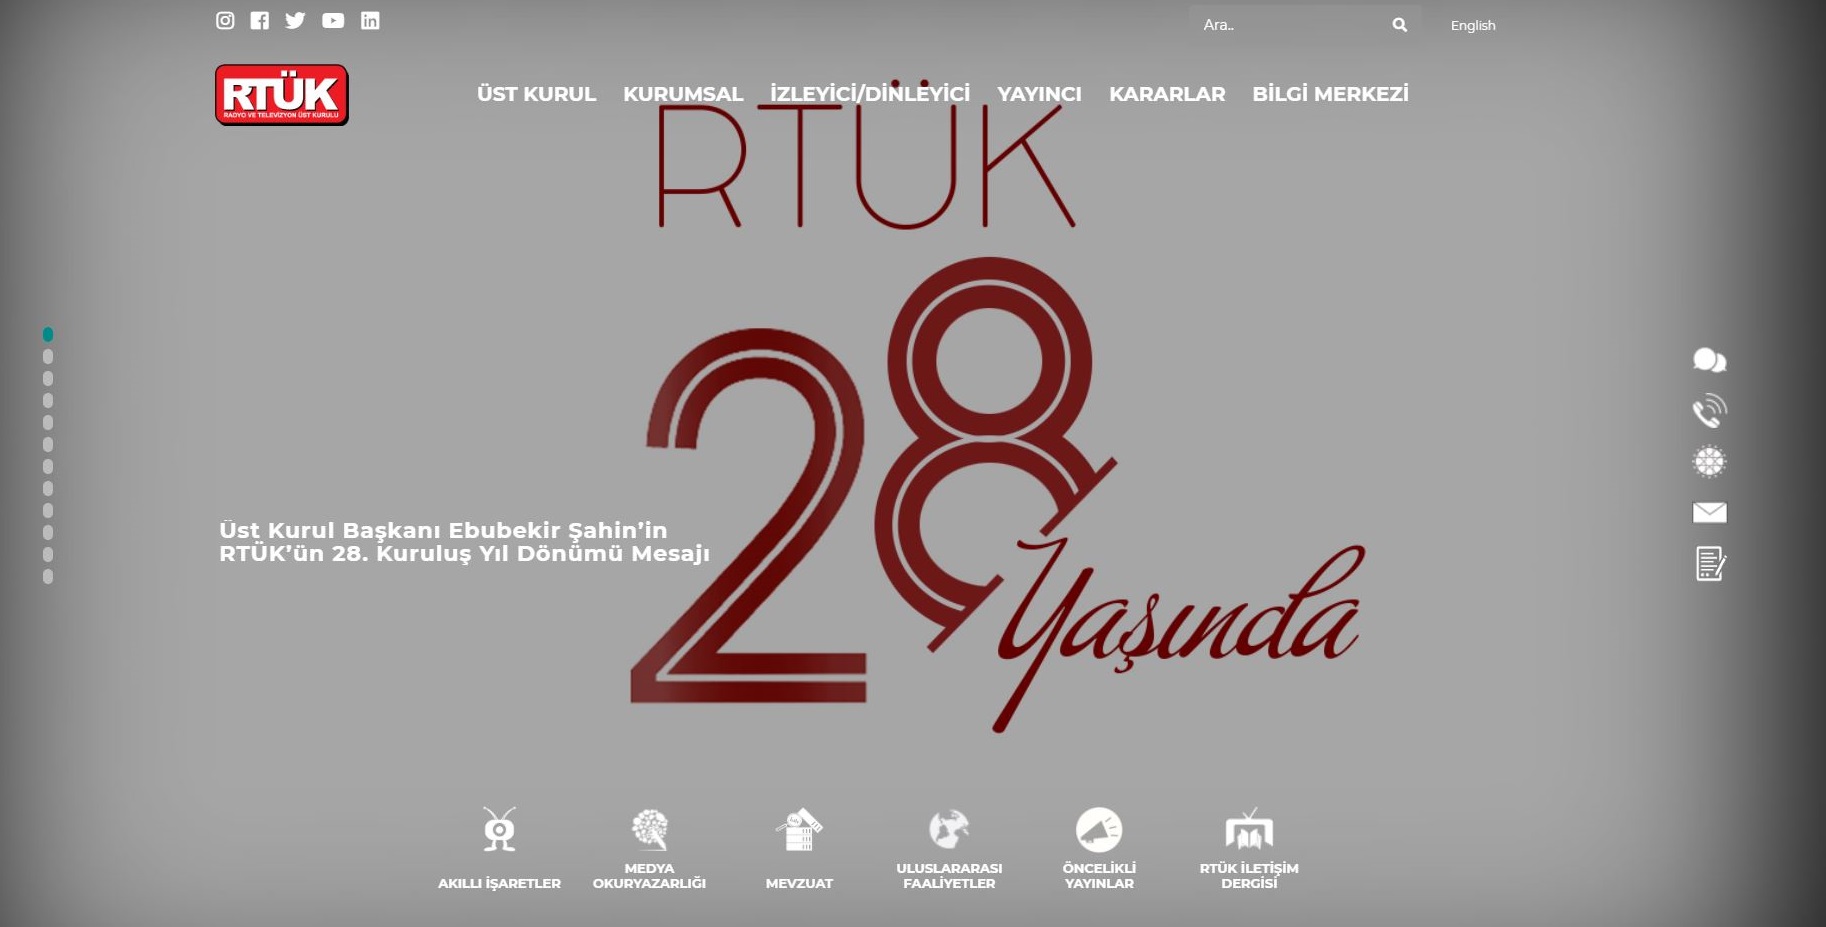 Ara..
English
RTÜK
RADYO VE TELEVİZYON ÜST KURULU
ÜST KURUL KURUMSAL İZLEYİCİ/DİNLEYİCİ YAYINCI KARARLAR BİLGİ MERKEZİ
RTÜK
28
Yaşında
Üst Kurul Başkanı Ebubekir Şahin’in
RTÜK’ün 28. Kuruluş Yıl Dönümü Mesajı
AKILLI İŞARETLER
MEDYA
OKURYAZARLIĞI
MEVZUAT
ULUSLARARASI
FAALİYETLER
ÖNCELİKLİ
YAYINLAR
RTÜK İLETİŞİM
DERGİSİ